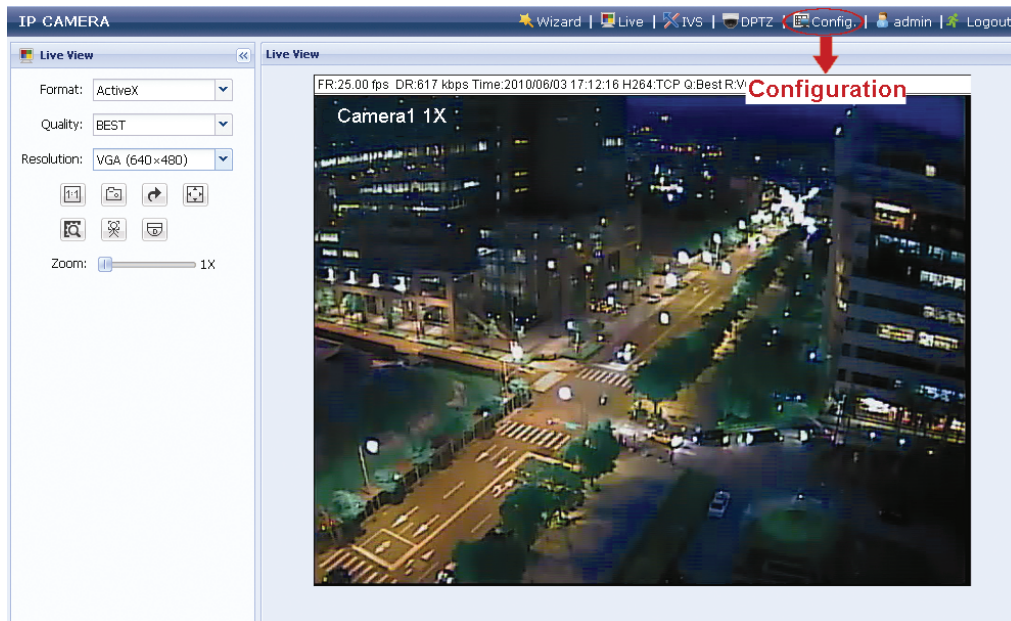 IP CAMERA
Wizard | Live | IVS | DPTZ | Config. | admin | Logout
Live View
Format: ActiveX
Quality: BEST
Resolution: VGA (640×480)
1:1
Zoom: 1X
Live View
FR:25.00 fps DR:617 kbps Time:2010/06/03 17:12:16 H264:TCP Q:Best
Configuration
Camera1 1X